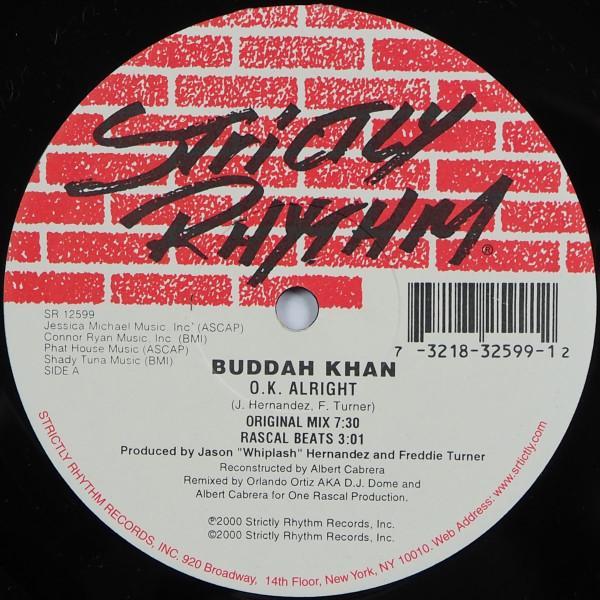 STRICTLY
RHYTHM®
SR 12599
Jessica Michael Music. Inc. (ASCAP)
Connor Ryan Music. Inc. (BMI)
Phat House Music (ASCAP)
Shady Tuna Music (BMI)
SIDE A
7 -3218-32599-1 2
BUDDAH KHAN
O.K. ALRIGHT
(J. Hernandez, F. Turner)
ORIGINAL MIX 7:30
RASCAL BEATS 3:01
Produced by Jason "Whiplash" Hernandez and Freddie Turner
Reconstructed by Albert Cabrera
Remixed by Orlando Ortiz AKA D.J. Dome and
Albert Cabrera for One Rascal Production.
℗2000 Strictly Rhythm Records, Inc.
©2000 Strictly Rhythm Records, Inc.
STRICTLY RHYTHM RECORDS, INC. 920 Broadway, 14th Floor, New York, NY 10010. Web Address: www.srtictly.com